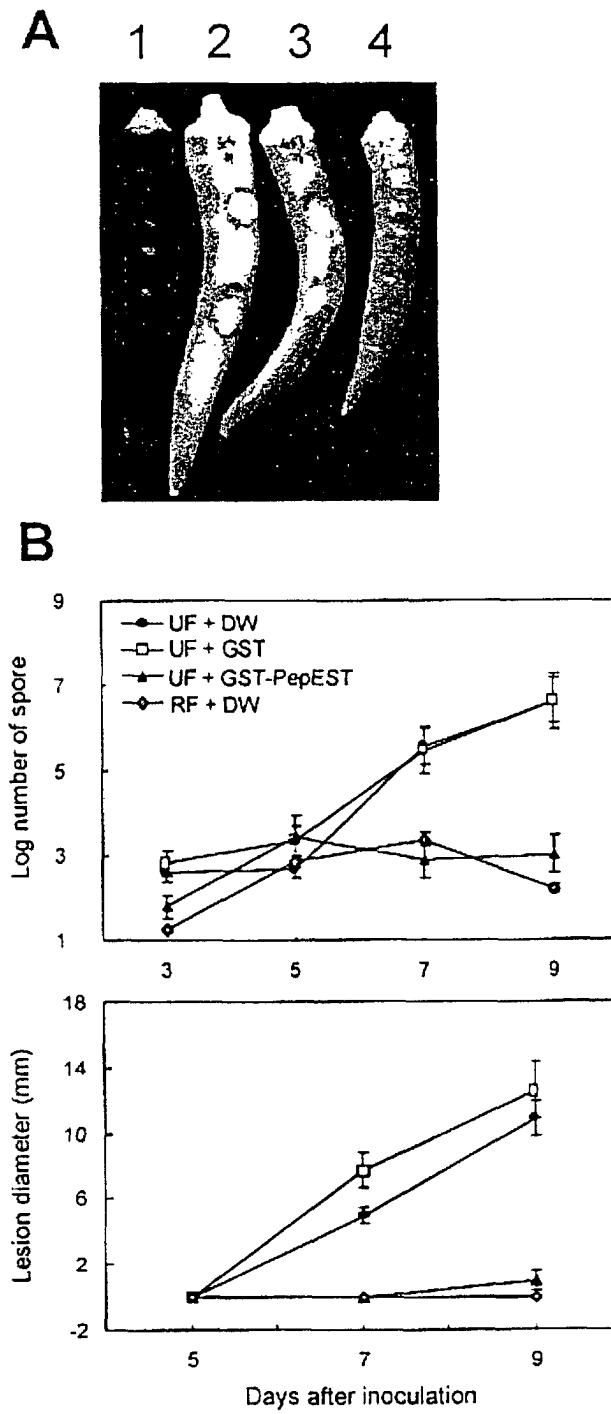 A
1 2 3 4
B
9
7
5
3
1
UF + DW
UF + GST
UF + GST-PepEST
RF + DW
Log number of spore
3 5 7 9
18
14
10
6
2
-2
Lesion diameter (mm)
5 7 9
Days after inoculation